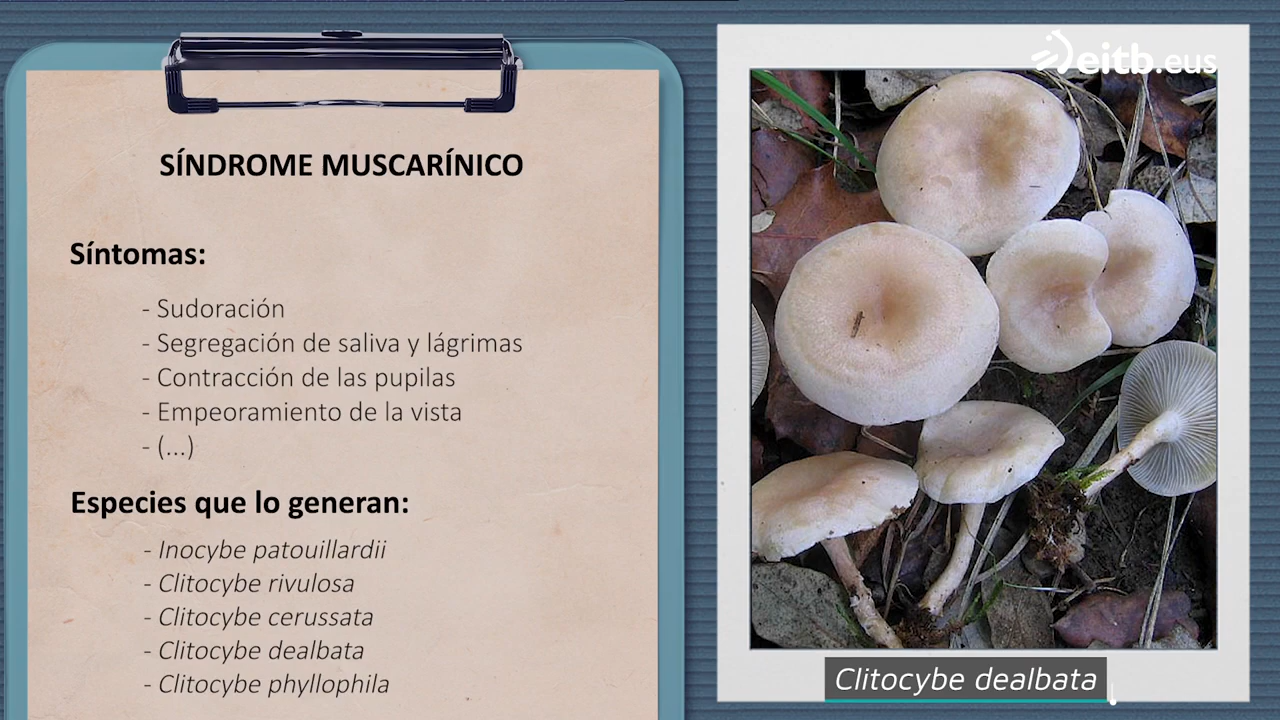 SÍNDROME MUSCARÍNICO
Síntomas:
- Sudoración
- Segregación de saliva y lágrimas
- Contracción de las pupilas
- Empeoramiento de la vista
- (...)
Especies que lo generan:
- Inocybe patouillardii
- Clitocybe rivulosa
- Clitocybe cerussata
- Clitocybe dealbata
- Clitocybe phyllophila
eitb.eus
Clitocybe dealbata